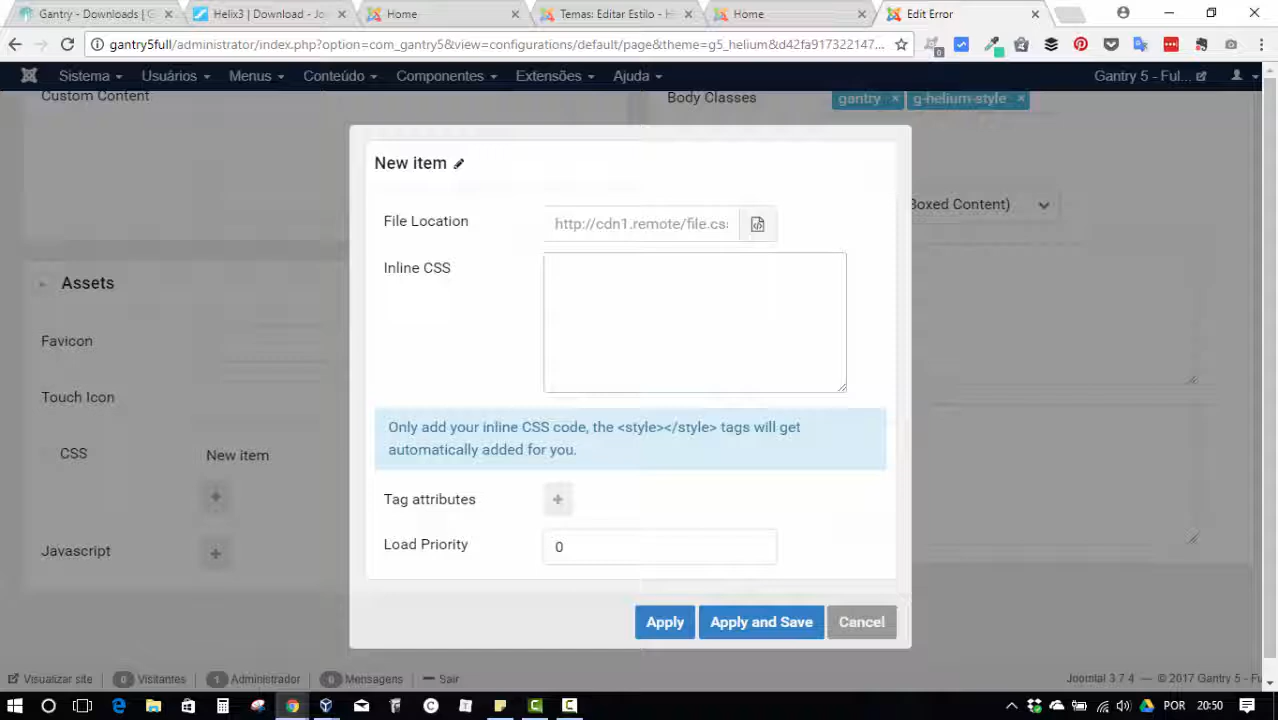 Gantry - Downloads | G
Helix3 | Download - Jo
Home
Temas: Editar Estilo - H
Home
Edit Error
gantry5full/administrator/index.php?option=com_gantry5&view=configurations/default/page&theme=g5_helium&d42fa917322147...
Sistema Usuários Menus Conteúdo Componentes Extensões Ajuda Gantry 5 - Ful...
Custom Content
Body Classes gantry × g-helium-style ×
New item
Boxed Content)
File Location http://cdn1.remote/file.cs
Inline CSS
Assets
Favicon
Touch Icon
Only add your inline CSS code, the <style></style> tags will get
automatically added for you.
CSS New item
Tag attributes +
+
Load Priority 0
Javascript +
Apply Apply and Save Cancel
Visualizar site 0 Visitantes 1 Administrador 0 Mensagens Sair Joomla! 3.7.4 — © 2017 Gantry 5 - Fu
POR 20:50